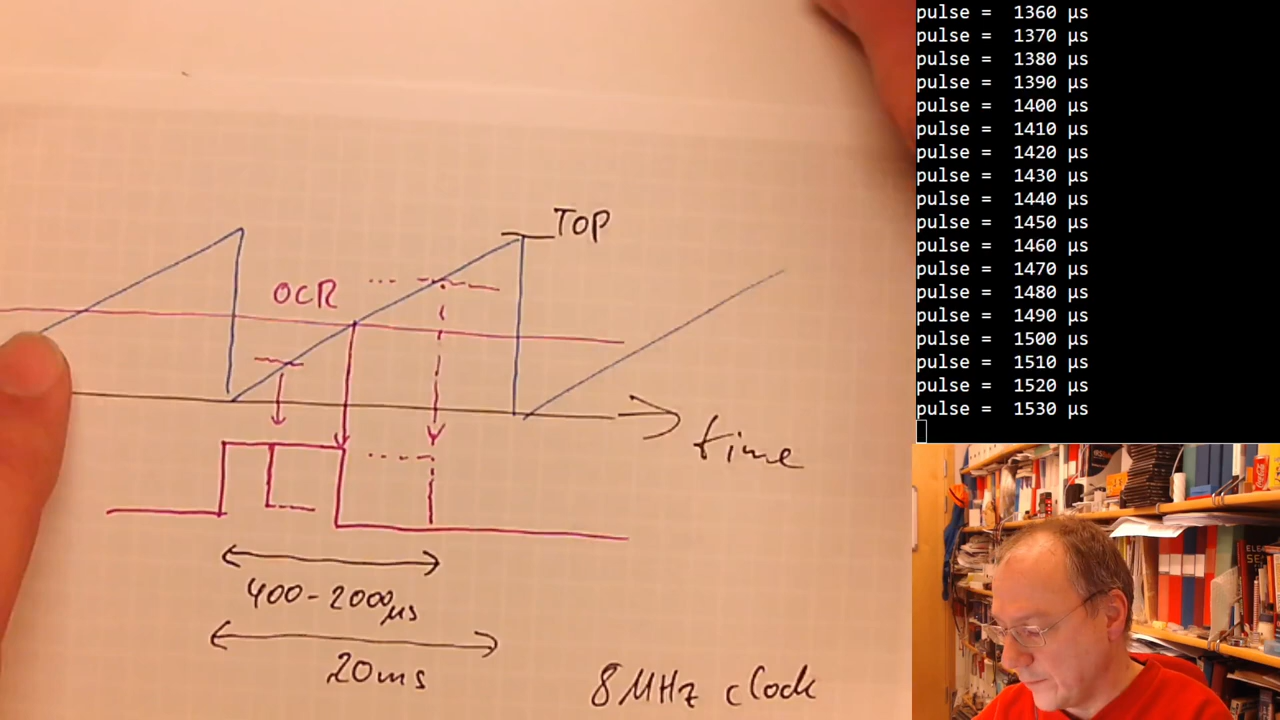 TOP
OCR
time
400-2000µs
20ms
8MHz clock
pulse =  1360 µs
pulse =  1370 µs
pulse =  1380 µs
pulse =  1390 µs
pulse =  1400 µs
pulse =  1410 µs
pulse =  1420 µs
pulse =  1430 µs
pulse =  1440 µs
pulse =  1450 µs
pulse =  1460 µs
pulse =  1470 µs
pulse =  1480 µs
pulse =  1490 µs
pulse =  1500 µs
pulse =  1510 µs
pulse =  1520 µs
pulse =  1530 µs